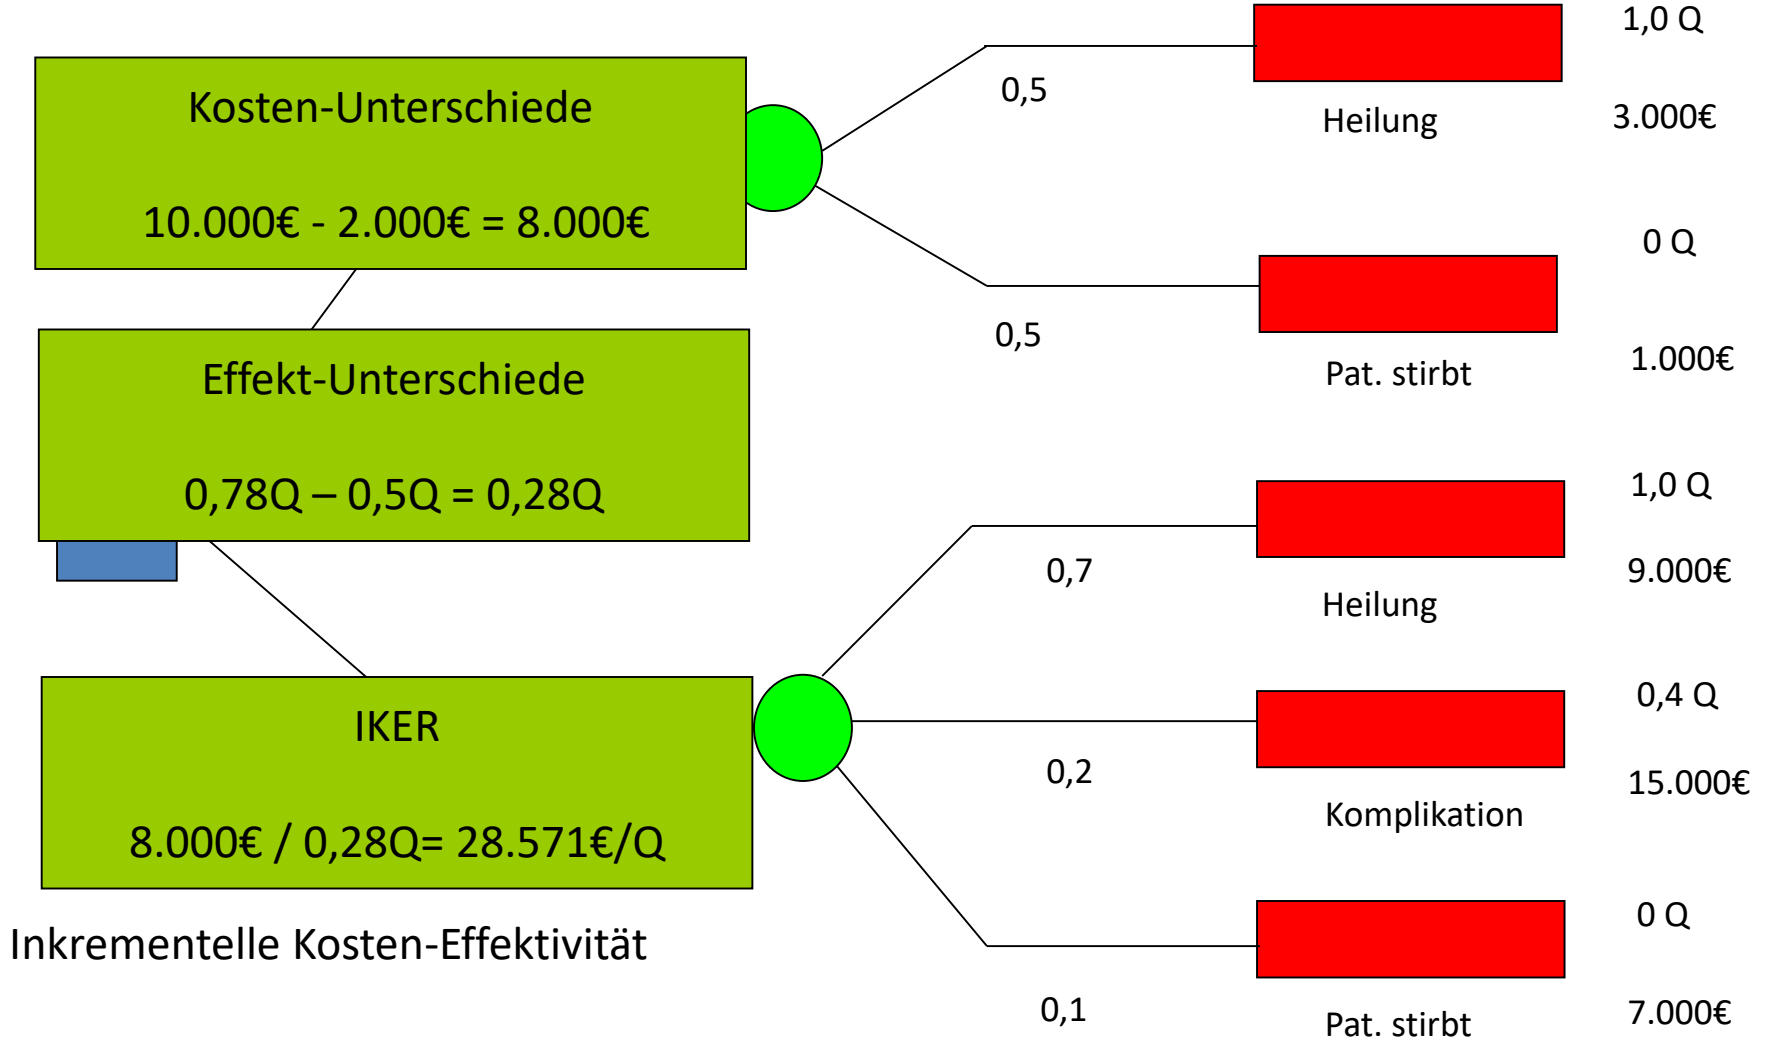 Kosten-Unterschiede
10.000€ - 2.000€ = 8.000€
Effekt-Unterschiede
0,78Q – 0,5Q = 0,28Q
IKER
8.000€ / 0,28Q= 28.571€/Q
Inkrementelle Kosten-Effektivität
0,5
Heilung
1,0 Q
3.000€
0,5
Pat. stirbt
0 Q
1.000€
0,7
Heilung
1,0 Q
9.000€
0,2
Komplikation
0,4 Q
15.000€
0,1
Pat. stirbt
0 Q
7.000€